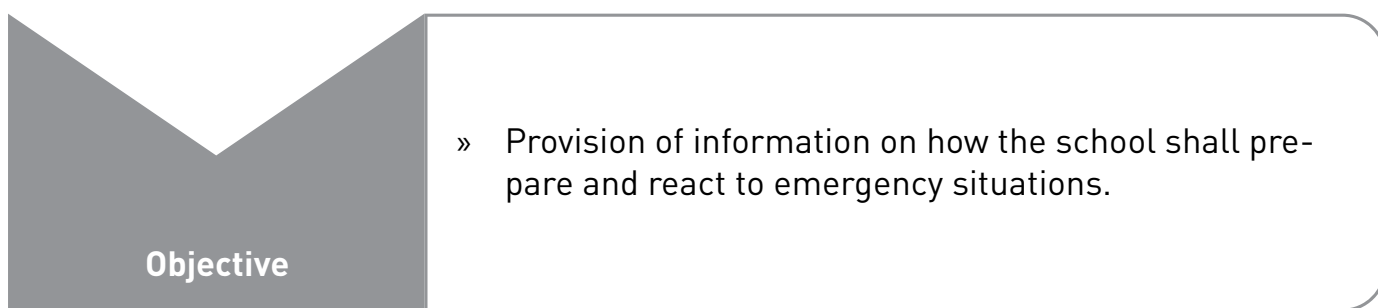 » Provision of information on how the school shall pre-
pare and react to emergency situations.
Objective